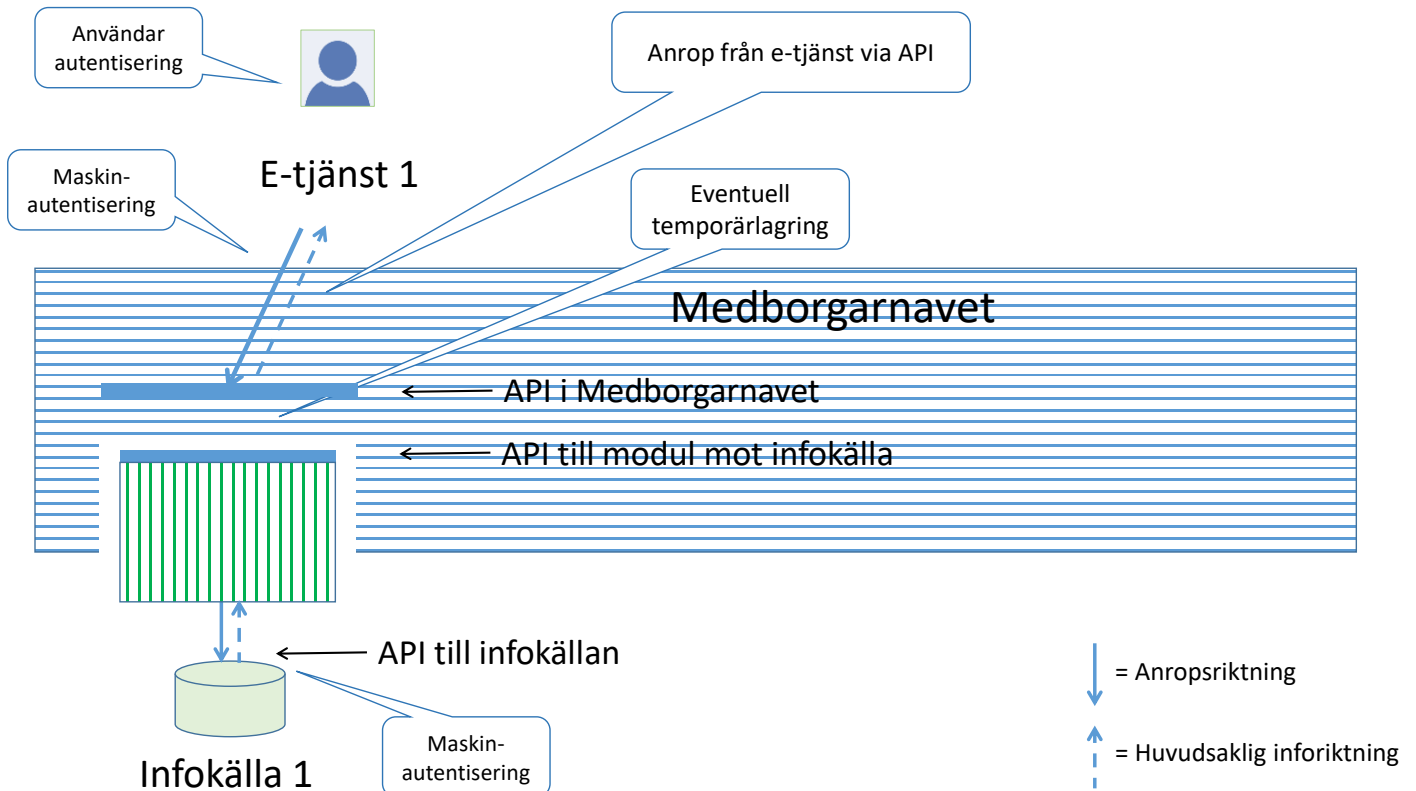 Användar
autentisering
Anrop från e-tjänst via API
Maskin-
autentisering
E-tjänst 1
Eventuell
temporärlagring
Medborgarnavet
API i Medborgarnavet
API till modul mot infokälla
API till infokällan
= Anropsriktning
Maskin-
autentisering
= Huvudsaklig inforiktning
Infokälla 1